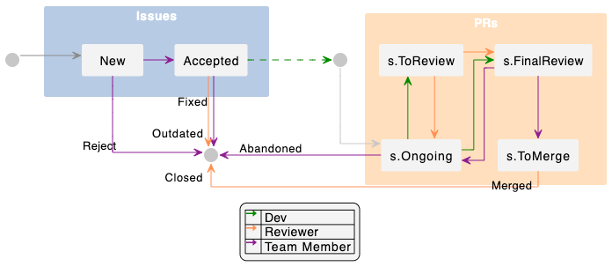 Issues
PRs
New
Accepted
s.ToReview
s.FinalReview
Fixed
Outdated
Reject
Abandoned
s.Ongoing
s.ToMerge
Closed
Merged
Dev
Reviewer
Team Member